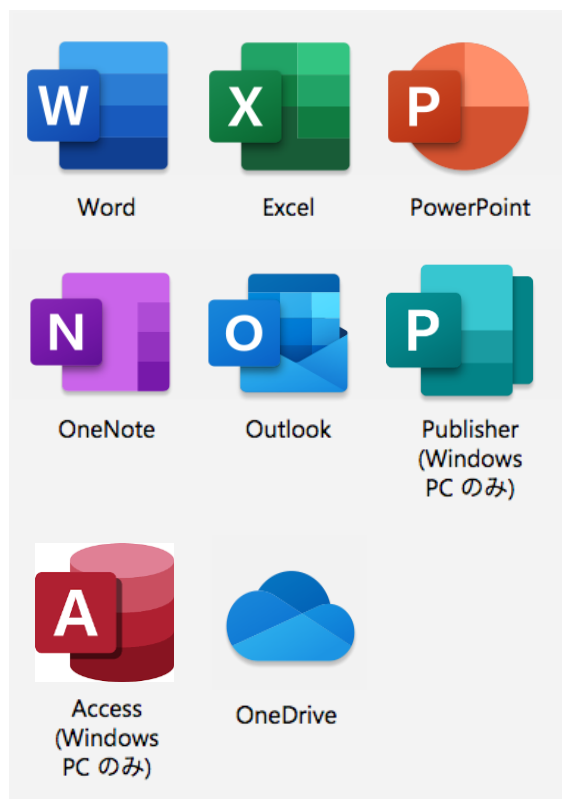 W
X
P
Word
Excel
PowerPoint
N
O
P
OneNote
Outlook
Publisher
(Windows
PC のみ)
A
Access
(Windows
PC のみ)
OneDrive